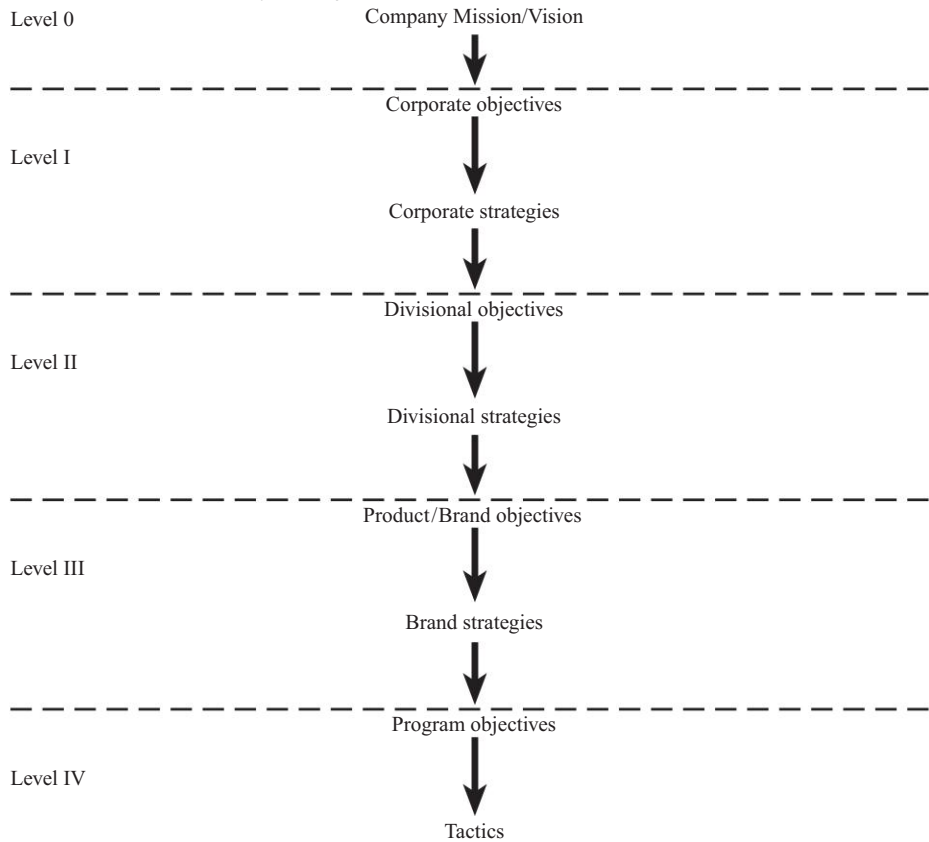 Level 0
Company Mission/Vision
Corporate objectives
Level I
Corporate strategies
Divisional objectives
Level II
Divisional strategies
Product/Brand objectives
Level III
Brand strategies
Program objectives
Level IV
Tactics